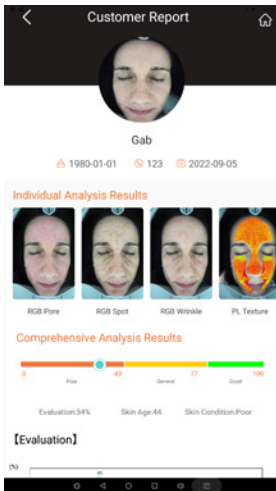 Customer Report
Gab
1980-01-01 123 2022-09-05
Individual Analysis Results
RGB Pore RGB Spot RGB Wrinkle PL Texture
Comprehensive Analysis Results
0 43 77 100
Poor General Good
Evaluation:34% Skin Age:44 Skin Condition:Poor
【Evaluation】
(%)